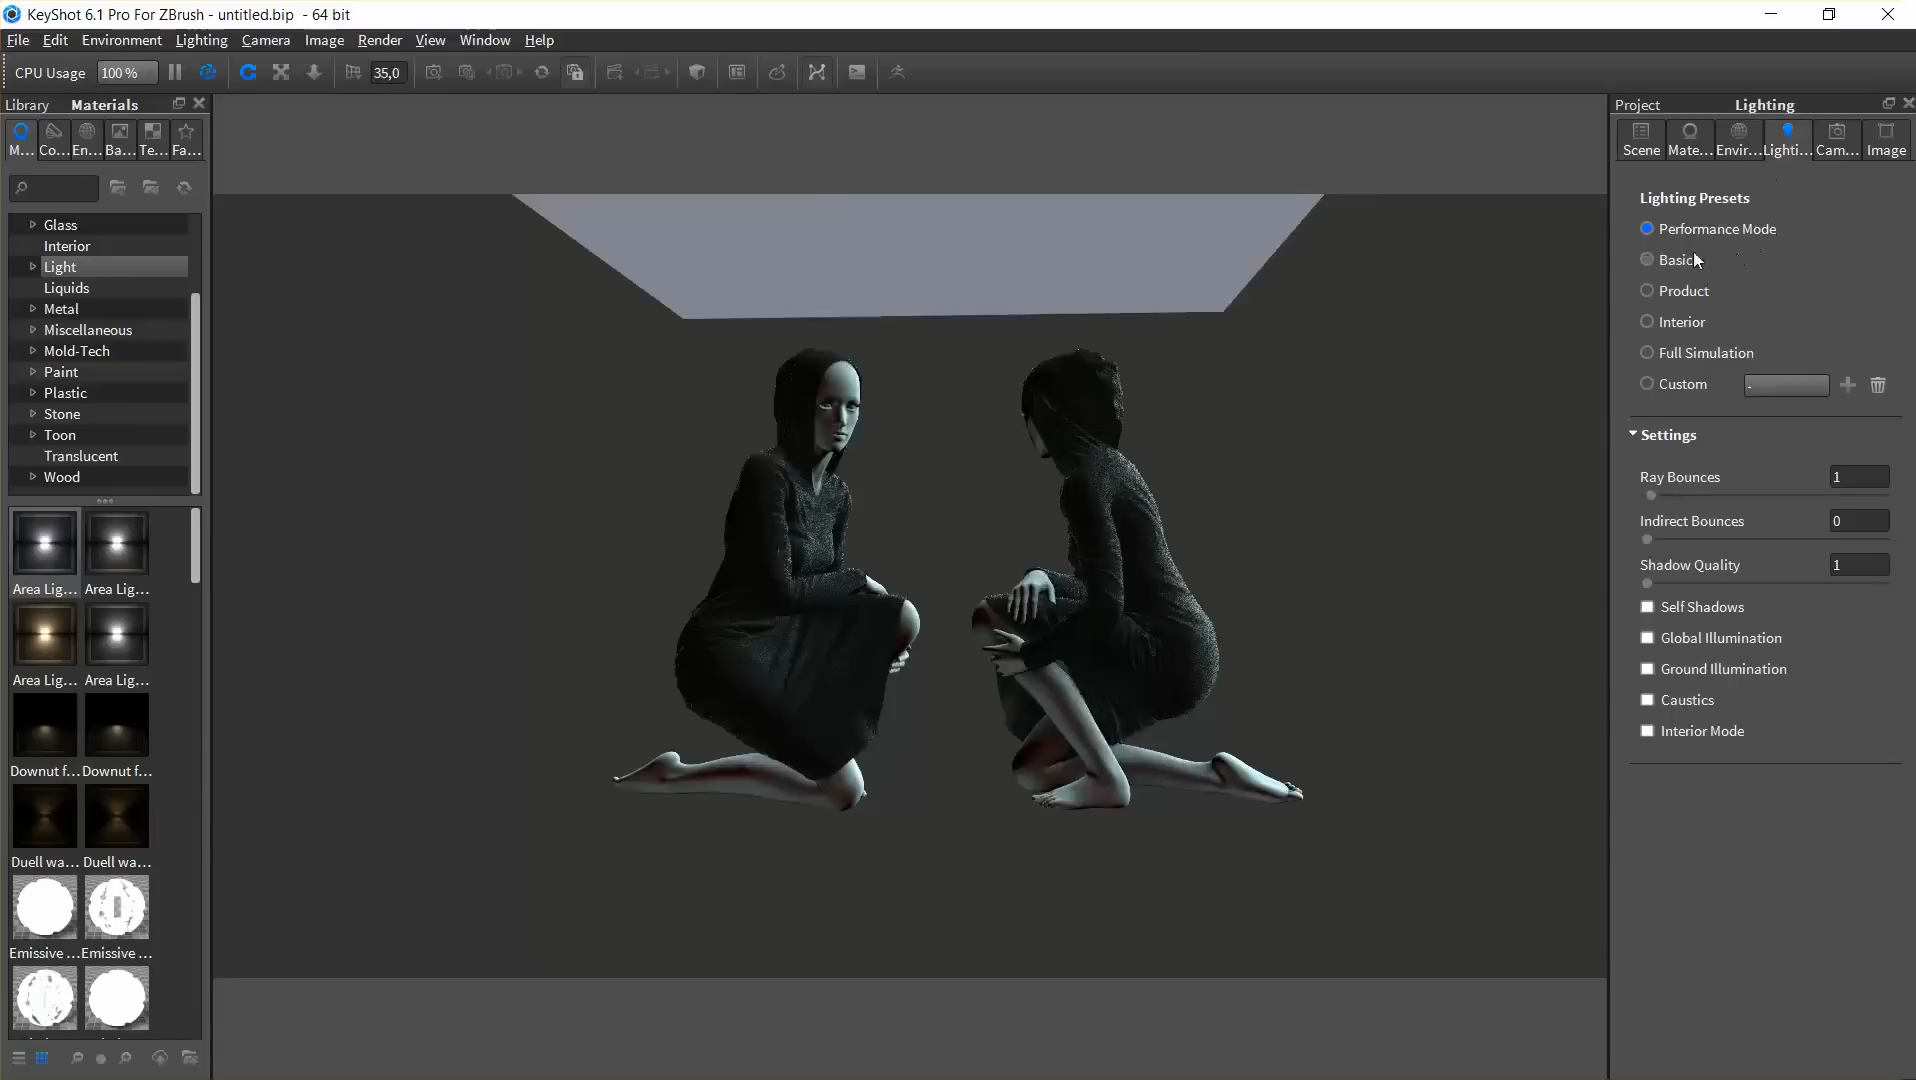 KeyShot 6.1 Pro For ZBrush - untitled.bip - 64 bit
File Edit Environment Lighting Camera Image Render View Window Help
CPU Usage 100 % 35,0
Library Materials
M... Co... En... Ba... Te... Fa...
Glass
Interior
Light
Liquids
Metal
Miscellaneous
Mold-Tech
Paint
Plastic
Stone
Toon
Translucent
Wood
Area Lig... Area Lig...
Area Lig... Area Lig...
Downut f... Downut f...
Duell wa... Duell wa...
Emissive ... Emissive ...
Project Lighting
Scene Mate... Envir... Lighti... Cam... Image
Lighting Presets
Performance Mode
Basic
Product
Interior
Full Simulation
Custom -
Settings
Ray Bounces 1
Indirect Bounces 0
Shadow Quality 1
Self Shadows
Global Illumination
Ground Illumination
Caustics
Interior Mode